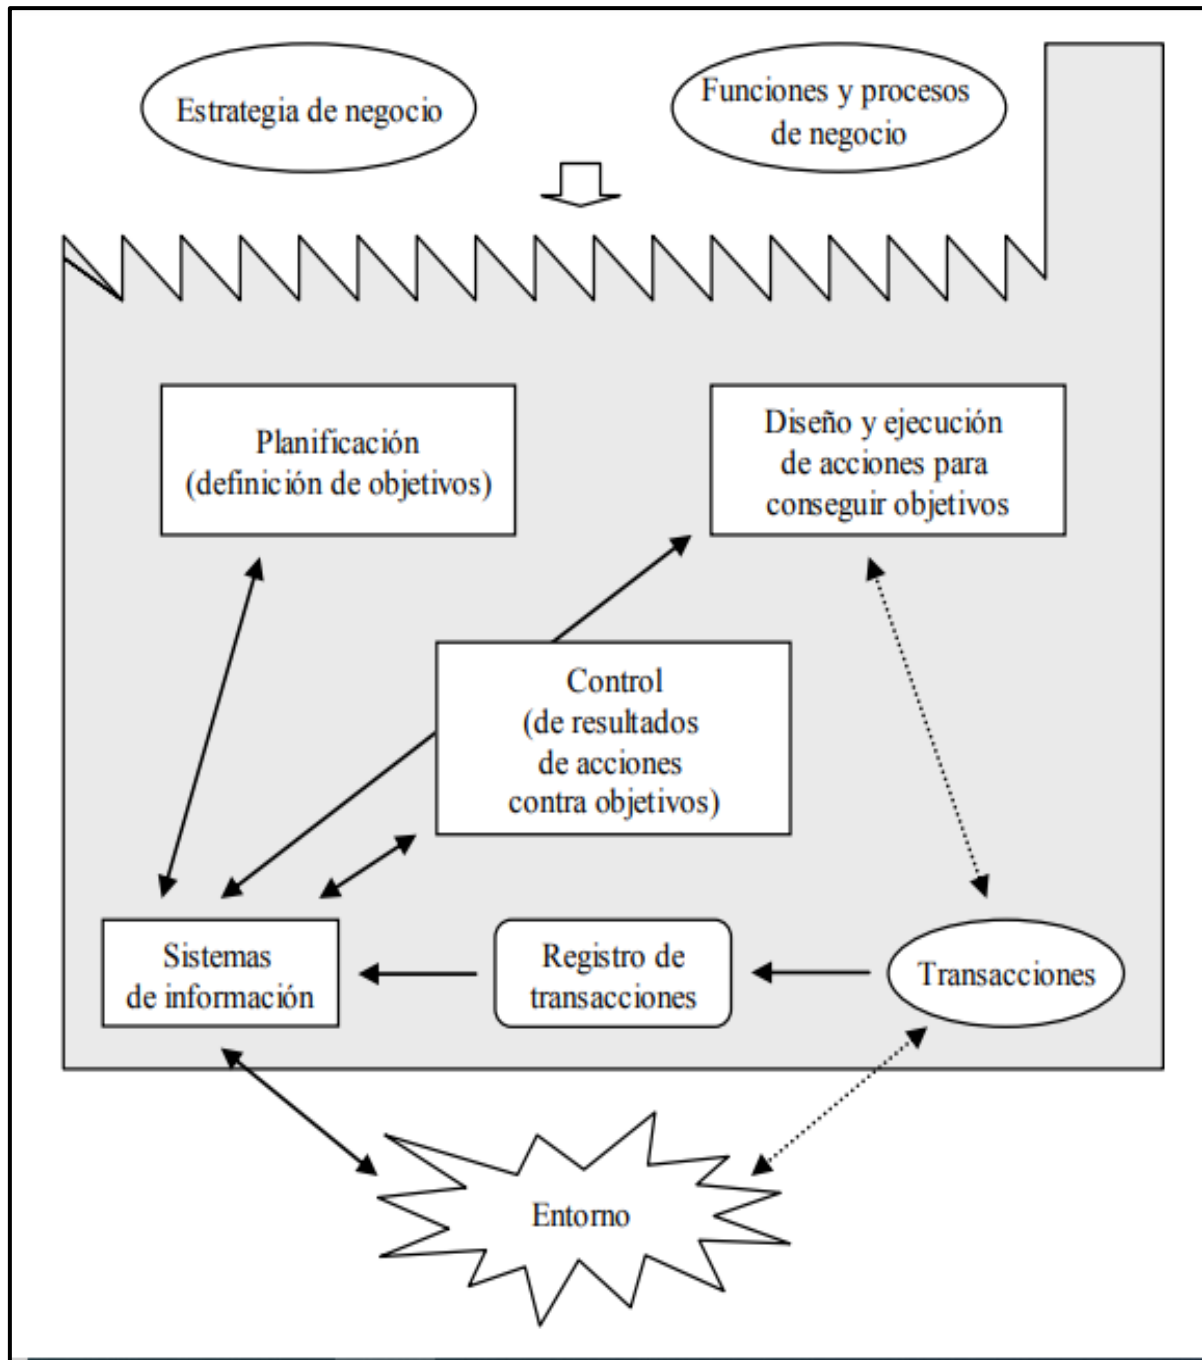 Estrategia de negocio
Funciones y procesos
de negocio
Planificación
(definición de objetivos)
Diseño y ejecución
de acciones para
conseguir objetivos
Control
(de resultados
de acciones
contra objetivos)
Sistemas
de información
Registro de
transacciones
Transacciones
Entorno